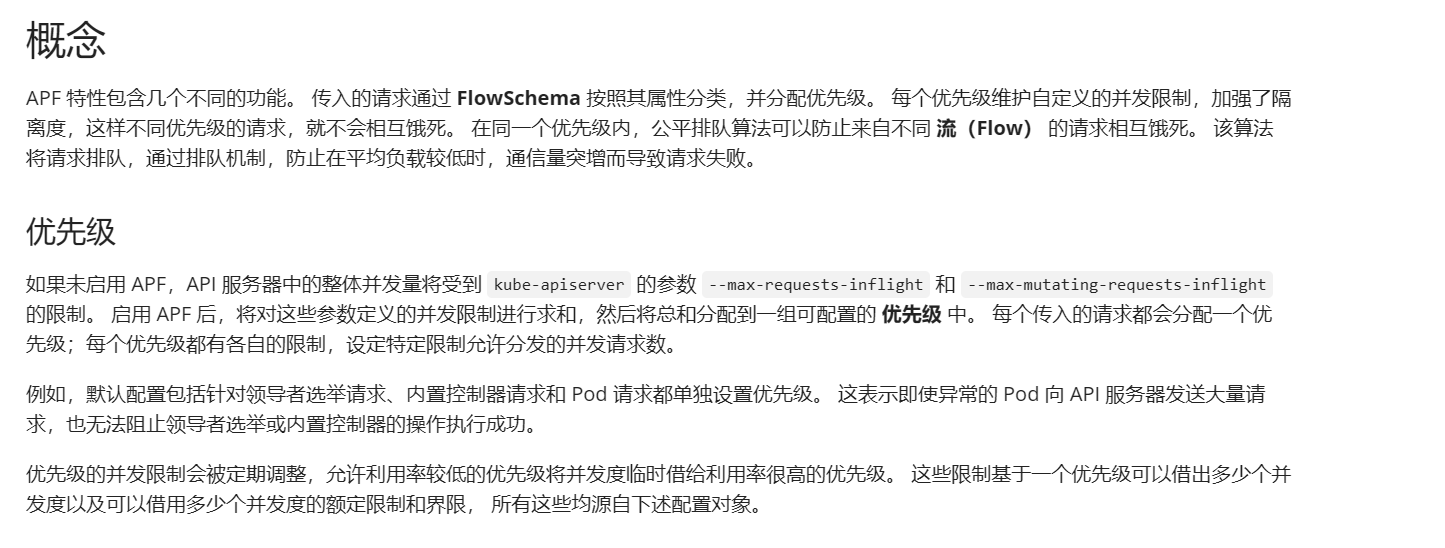 概念
APF 特性包含几个不同的功能。 传入的请求通过 FlowSchema 按照其属性分类，并分配优先级。 每个优先级维护自定义的并发限制，加强了隔
离度，这样不同优先级的请求，就不会相互饿死。 在同一个优先级内，公平排队算法可以防止来自不同 流（Flow） 的请求相互饿死。 该算法
将请求排队，通过排队机制，防止在平均负载较低时，通信量突增而导致请求失败。
优先级
如果未启用 APF，API 服务器中的整体并发量将受到 kube-apiserver 的参数 --max-requests-inflight 和 --max-mutating-requests-inflight
的限制。 启用 APF 后，将对这些参数定义的并发限制进行求和，然后将总和分配到一组可配置的 优先级 中。 每个传入的请求都会分配一个优
先级；每个优先级都有各自的限制，设定特定限制允许分发的并发请求数。
例如，默认配置包括针对领导者选举请求、内置控制器请求和 Pod 请求都单独设置优先级。 这表示即使异常的 Pod 向 API 服务器发送大量请
求，也无法阻止领导者选举或内置控制器的操作执行成功。
优先级的并发限制会被定期调整，允许利用率较低的优先级将并发度临时借给利用率很高的优先级。 这些限制基于一个优先级可以借出多少个并
发度以及可以借用多少个并发度的额定限制和界限， 所有这些均源自下述配置对象。